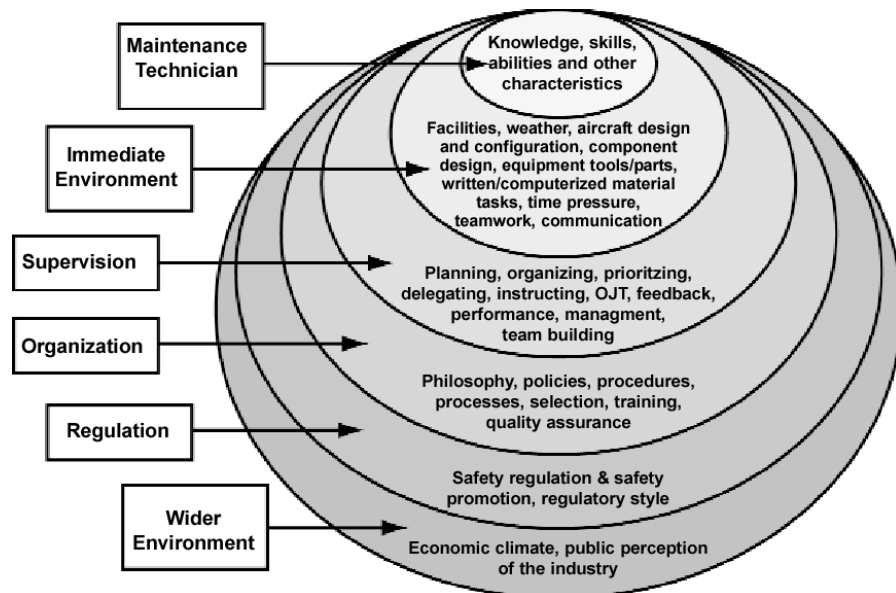 Maintenance
Technician
Knowledge, skills,
abilities and other
characteristics
Immediate
Environment
Facilities, weather, aircraft design
and configuration, component
design, equipment tools/parts,
written/computerized material
tasks, time pressure,
teamwork, communication
Supervision
Planning, organizing, prioritzing,
delegating, instructing, OJT, feedback,
performance, managment,
team building
Organization
Philosophy, policies, procedures,
processes, selection, training,
quality assurance
Regulation
Safety regulation & safety
promotion, regulatory style
Wider
Environment
Economic climate, public perception
of the industry